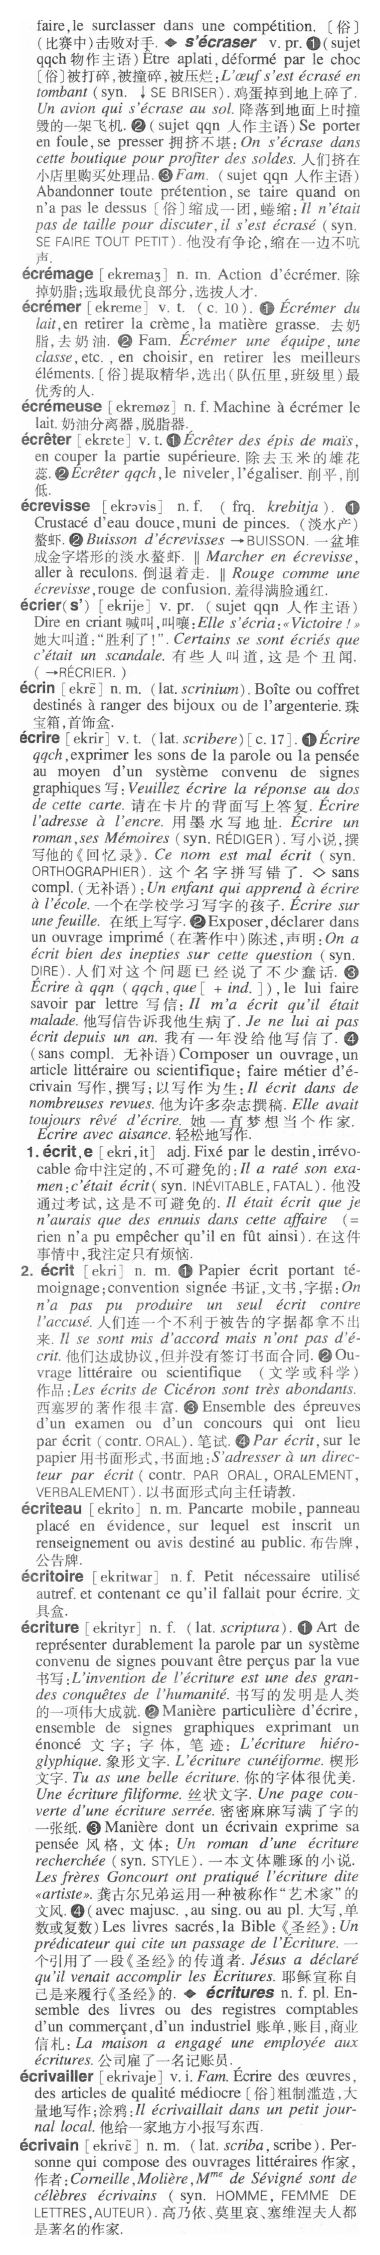 faire, le surclasser dans une compétition. 〔俗〕
(比赛中)击败对手. ◆ s'écraser v. pr. ❶(sujet
qqch 物作主语) Être aplati, déformé par le choc
〔俗〕被打碎,被撞碎,被压烂: L'œuf s'est écrasé en
tombant (syn. ↓ SE BRISER). 鸡蛋掉到地上碎了.
Un avion qui s'écrase au sol. 降落到地面上时撞
毁的一架飞机. ❷ (sujet qqn 人作主语) Se porter
en foule, se presser 拥挤不堪: On s'écrase dans
cette boutique pour profiter des soldes. 人们挤在
小店里购买处理品. ❸ Fam. (sujet qqn 人作主语)
Abandonner toute prétention, se taire quand on
n'a pas le dessus 〔俗〕缩成一团,蜷缩: Il n'était
pas de taille pour discuter, il s'est écrasé (syn.
SE FAIRE TOUT PETIT). 他没有争论,缩在一边不吭
声.
écrémage [ekremaʒ] n. m. Action d'écrémer. 除
掉奶脂;选取最优良部分,选拔人才.
écrémer [ekreme] v. t. (c. 10). ❶ Écrémer du
lait, en retirer la crème, la matière grasse. 去奶
脂,去奶油. ❷ Fam. Écrémer une équipe, une
classe, etc., en choisir, en retirer les meilleurs
éléments. 〔俗〕提取精华,选出(队伍里,班级里)最
优秀的人.
écrémeuse [ekremøz] n. f. Machine à écrémer le
lait. 奶油分离器,脱脂器.
écrêter [ekrɛte] v. t. ❶ Écrêter des épis de maïs,
en couper la partie supérieure. 除去玉米的雄花
蕊. ❷ Écrêter qqch, le niveler, l'égaliser. 削平,削
低.
écrevisse [ekrəvis] n. f. (frq. krebitja). ❶
Crustacé d'eau douce, muni de pinces. (淡水产)
螯虾. ❷ Buisson d'écrevisses →BUISSON. 一盆堆
成金字塔形的淡水螯虾. ‖ Marcher en écrevisse,
aller à reculons. 倒退着走. ‖ Rouge comme une
écrevisse, rouge de confusion. 羞得满脸通红.
écrier(s') [ekrije] v. pr. (sujet qqn 人作主语)
Dire en criant 喊叫,叫嚷: Elle s'écria: «Victoire! »
她大叫道:“胜利了!”. Certains se sont écriés que
c'était un scandale. 有些人叫道,这是个丑闻.
(→RÉCRIER.)
écrin [ekrɛ̃] n. m. (lat. scrinium). Boîte ou coffret
destinés à ranger des bijoux ou de l'argenterie. 珠
宝箱,首饰盒.
écrire [ekrir] v. t. (lat. scribere) [c. 17]. ❶ Écrire
qqch, exprimer les sons de la parole ou la pensée
au moyen d'un système convenu de signes
graphiques 写: Veuillez écrire la réponse au dos
de cette carte. 请在卡片的背面写上答复. Écrire
l'adresse à l'encre. 用墨水写地址. Écrire un
roman, ses Mémoires (syn. RÉDIGER). 写小说,撰
写他的《回忆录》. Ce nom est mal écrit (syn.
ORTHOGRAPHIER). 这个名字拼写错了. ◇ sans
compl. (无补语): Un enfant qui apprend à écrire
à l'école. 一个在学校学习写字的孩子. Écrire sur
une feuille. 在纸上写字. ❷ Exposer, déclarer dans
un ouvrage imprimé (在著作中)陈述,声明: On a
écrit bien des inepties sur cette question (syn.
DIRE). 人们对这个问题已经说了不少蠢话. ❸
Écrire à qqn (qqch, que [+ ind.]), le lui faire
savoir par lettre 写信: Il m'a écrit qu'il était
malade. 他写信告诉我他生病了. Je ne lui ai pas
écrit depuis un an. 我有一年没给他写信了. ❹
(sans compl. 无补语) Composer un ouvrage, un
article littéraire ou scientifique; faire métier d'é-
crivain 写作,撰写;以写作为生: Il écrit dans de
nombreuses revues. 他为许多杂志撰稿. Elle avait
toujours rêvé d'écrire. 她一直梦想当个作家.
Écrire avec aisance. 轻松地写作.
1. écrit, e [ekri, it] adj. Fixé par le destin, irrévo-
cable 命中注定的,不可避免的: Il a raté son exa-
men: c'était écrit (syn. INÉVITABLE, FATAL). 他没
通过考试,这是不可避免的. Il était écrit que je
n'aurais que des ennuis dans cette affaire (=
rien n'a pu empêcher qu'il en fût ainsi). 在这件
事情中,我注定只有烦恼.
2. écrit [ekri] n. m. ❶ Papier écrit portant té-
moignage; convention signée 书证,文书,字据: On
n'a pas pu produire un seul écrit contre
l'accusé. 人们连一个不利于被告的字据都拿不出
来. Il se sont mis d'accord mais n'ont pas d'é-
crit. 他们达成协议,但并没有签订书面合同. ❷ Ou-
vrage littéraire ou scientifique (文学或科学)
作品: Les écrits de Cicéron sont très abondants.
西塞罗的著作很丰富. ❸ Ensemble des épreuves
d'un examen ou d'un concours qui ont lieu
par écrit (contr. ORAL). 笔试. ❹ Par écrit, sur le
papier 用书面形式,书面地: S'adresser à un direc-
teur par écrit (contr. PAR ORAL, ORALEMENT,
VERBALEMENT). 以书面形式向主任请教.
écriteau [ekrito] n. m. Pancarte mobile, panneau
placé en évidence, sur lequel est inscrit un
renseignement ou avis destiné au public. 布告牌,
公告牌.
écritoire [ekritwar] n. f. Petit nécessaire utilisé
autref. et contenant ce qu'il fallait pour écrire. 文
具盒.
écriture [ekrityr] n. f. (lat. scriptura). ❶ Art de
représenter durablement la parole par un système
convenu de signes pouvant être perçus par la vue
书写: L'invention de l'écriture est une des gran-
des conquêtes de l'humanité. 书写的发明是人类
的一项伟大成就. ❷ Manière particulière d'écrire,
ensemble de signes graphiques exprimant un
énoncé 文字;字体,笔迹: L'écriture hiéro-
glyphique. 象形文字. L'écriture cunéiforme. 楔形
文字. Tu as une belle écriture. 你的字体很优美.
Une écriture filiforme. 丝状文字. Une page cou-
verte d'une écriture serrée. 密密麻麻写满了字的
一张纸. ❸ Manière dont un écrivain exprime sa
pensée 风格,文体: Un roman d'une écriture
recherchée (syn. STYLE). 一本文体雕琢的小说.
Les frères Goncourt ont pratiqué l'écriture dite
«artiste». 龚古尔兄弟运用一种被称作“艺术家”的
文风. ❹ (avec majusc., au sing. ou au pl. 大写,单
数或复数) Les livres sacrés, la Bible《圣经》: Un
prédicateur qui cite un passage de l'Écriture. 一
个引用了一段《圣经》的传道者. Jésus a déclaré
qu'il venait accomplir les Écritures. 耶稣宣称自
己是来履行《圣经》的. ◆ écritures n. f. pl. En-
semble des livres ou des registres comptables
d'un commerçant, d'un industriel 账单,账目,商业
信札: La maison a engagé une employée aux
écritures. 公司雇了一名记账员.
écrivailler [ekrivaje] v. i. Fam. Écrire des œuvres,
des articles de qualité médiocre 〔俗〕粗制滥造,大
量地写作;涂鸦: Il écrivaillait dans un petit jour-
nal local. 他给一家地方小报写东西.
écrivain [ekrivɛ̃] n. m. (lat. scriba, scribe). Per-
sonne qui compose des ouvrages littéraires 作家,
作者: Corneille, Molière, Mme de Sévigné sont de
célèbres écrivains (syn. HOMME, FEMME DE
LETTRES, AUTEUR). 高乃依、莫里哀、塞维涅夫人都
是著名的作家.